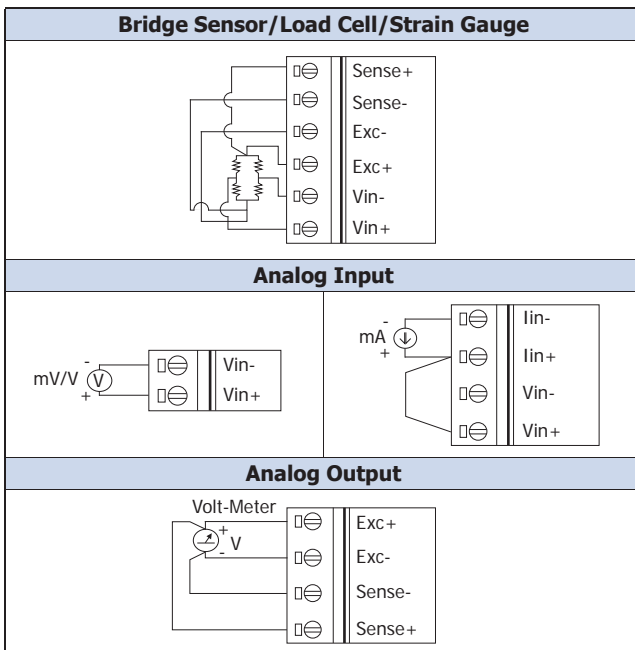 Bridge Sensor/Load Cell/Strain Gauge
Sense+
Sense-
Exc-
Exc+
Vin-
Vin+
Analog Input
mV/V
-
+
V
Vin-
Vin+
mA
-
+
Iin-
Iin+
Vin-
Vin+
Analog Output
Volt-Meter
+
V
-
Exc+
Exc-
Sense-
Sense+